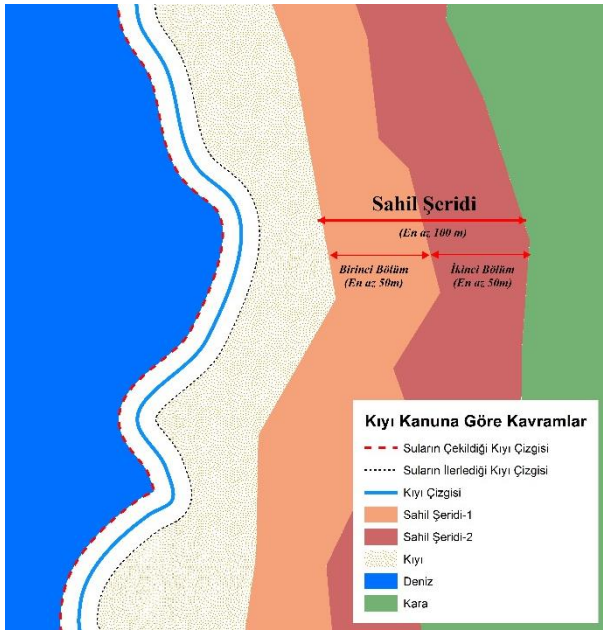 Sahil Şeridi
(En az 100 m)
Birinci Bölüm
(En az 50m)
İkinci Bölüm
(En az 50m)
Kıyı Kanuna Göre Kavramlar
Suların Çekildiği Kıyı Çizgisi
Suların İlerlediği Kıyı Çizgisi
Kıyı Çizgisi
Sahil Şeridi-1
Sahil Şeridi-2
Kıyı
Deniz
Kara